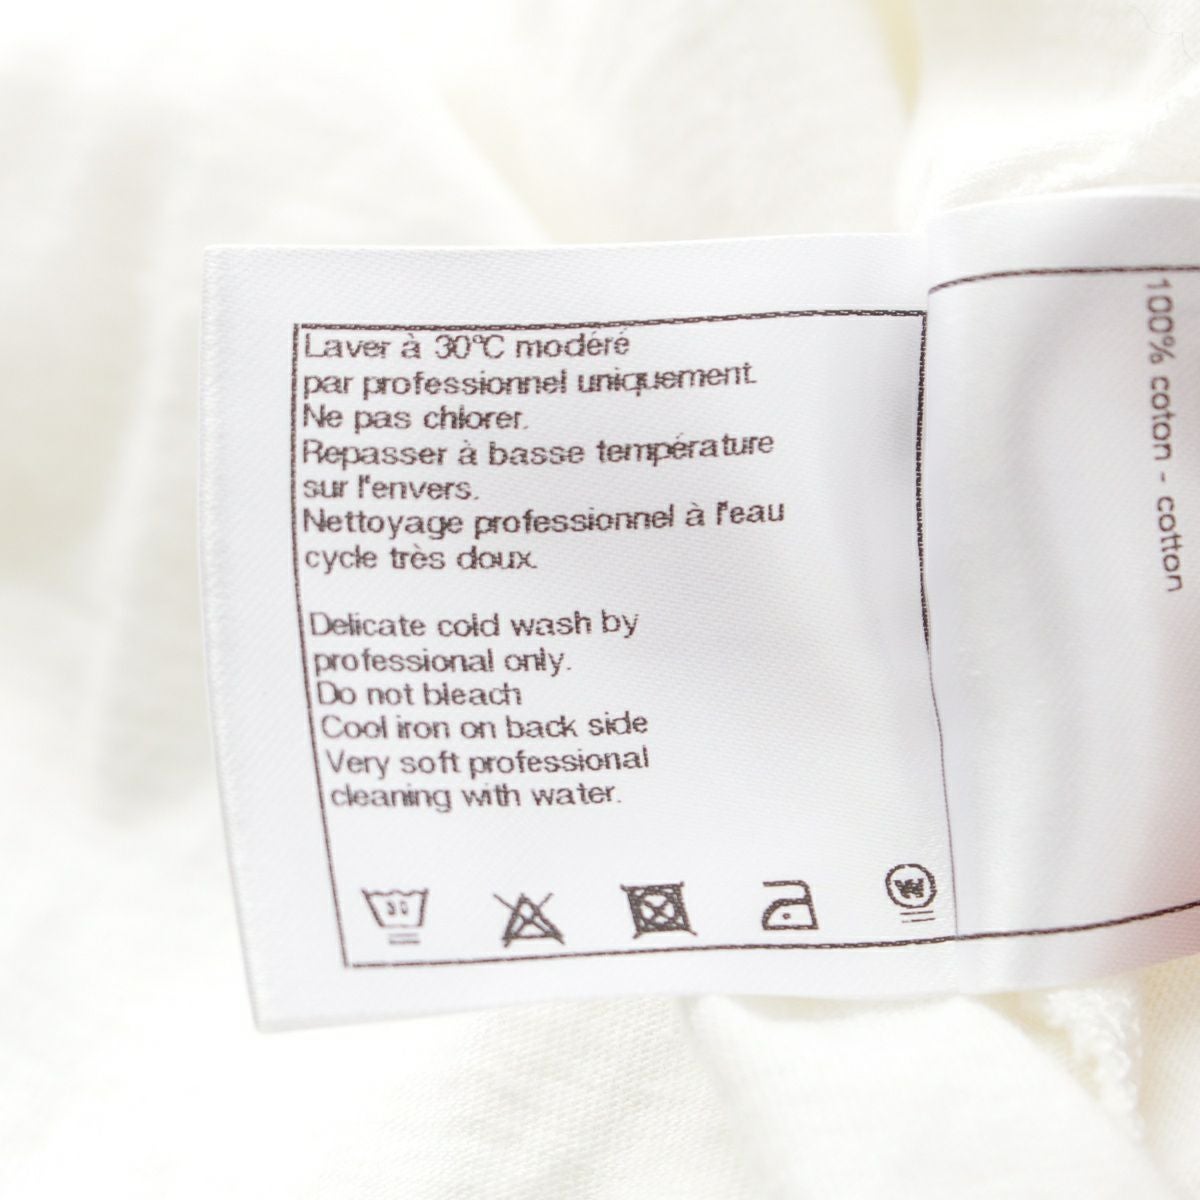 Laver à 30°C modéré
par professionnel uniquement.
Ne pas chlorer.
Repasser à basse température
sur l'envers.
Nettoyage professionnel à l'eau
cycle très doux.
Delicate cold wash by
professional only.
Do not bleach
Cool iron on back side
Very soft professional
cleaning with water.
30
W
100% coton - cotton